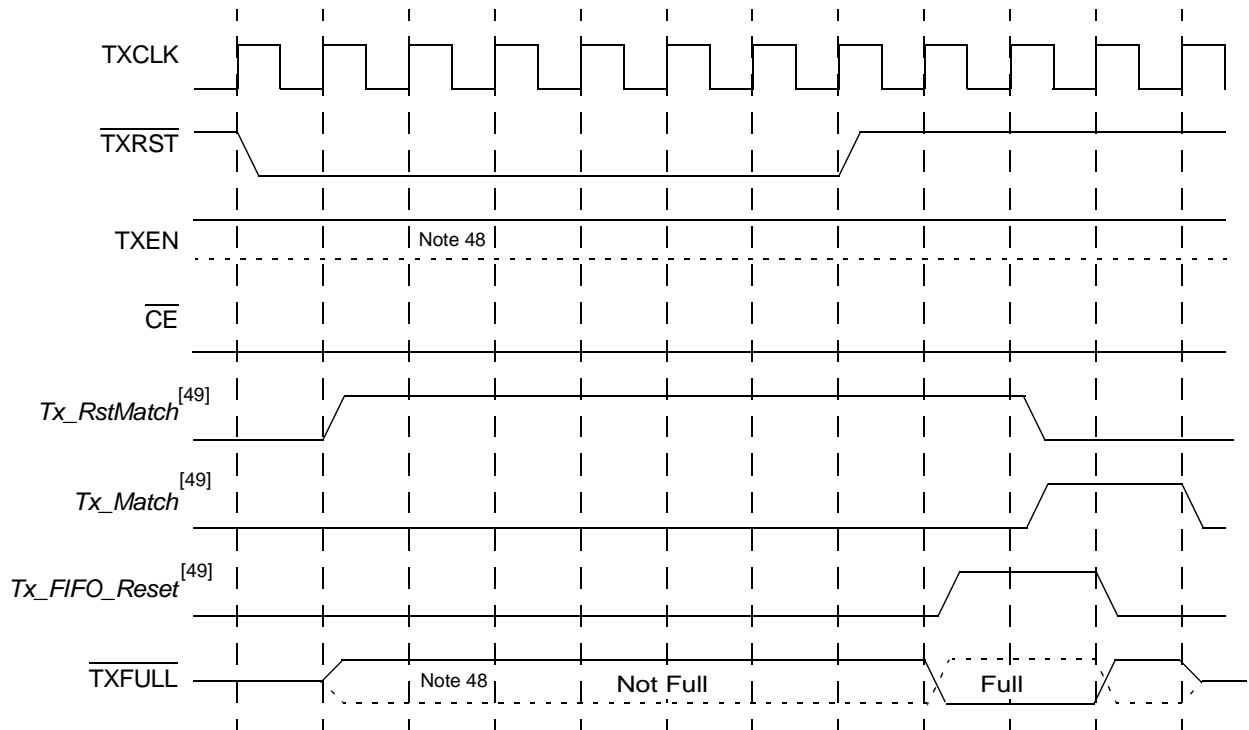 TXCLK
TXRST
TXEN
Note 48
CE
Tx_RstMatch[49]
Tx_Match[49]
Tx_FIFO_Reset[49]
TXFULL
Note 48
Not Full
Full